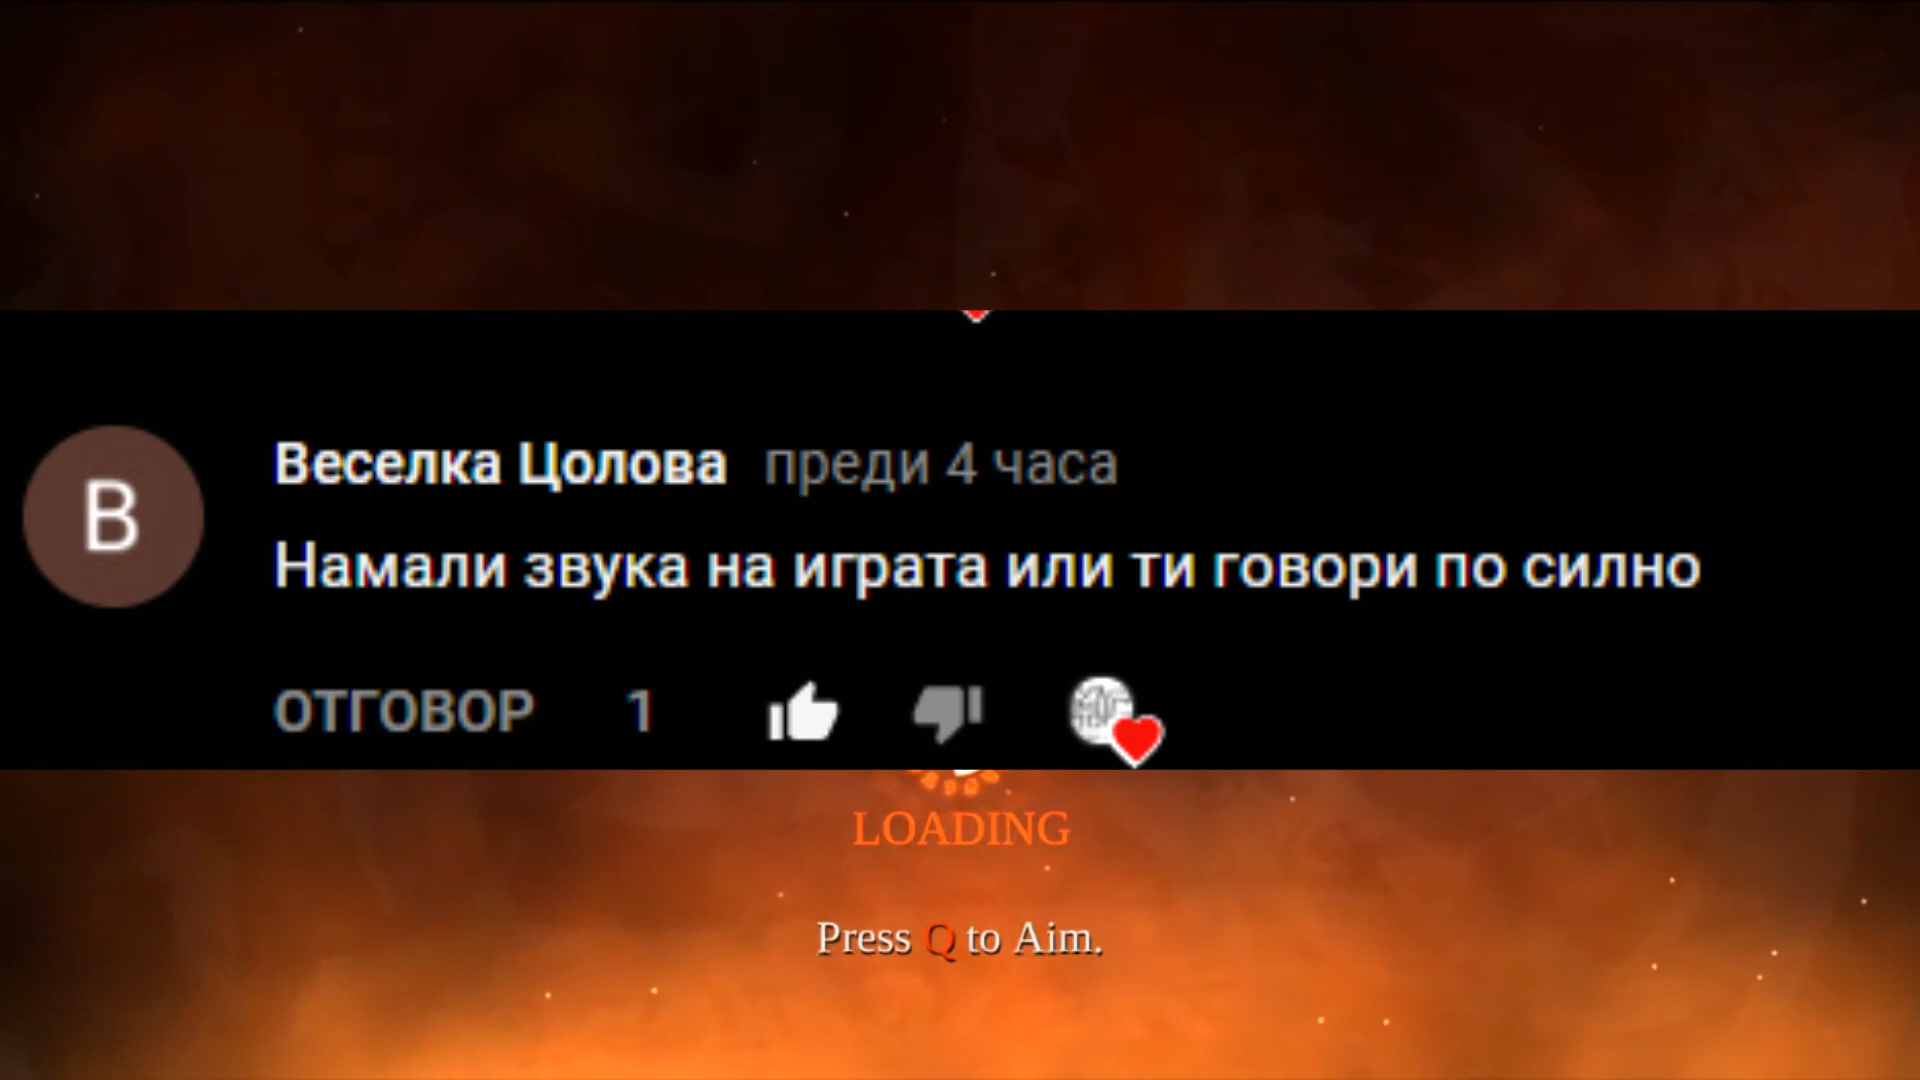 В
Веселка Цолова преди 4 часа
Намали звука на играта или ти говори по силно
ОТГОВОР 1
LOADING
Press Q to Aim.